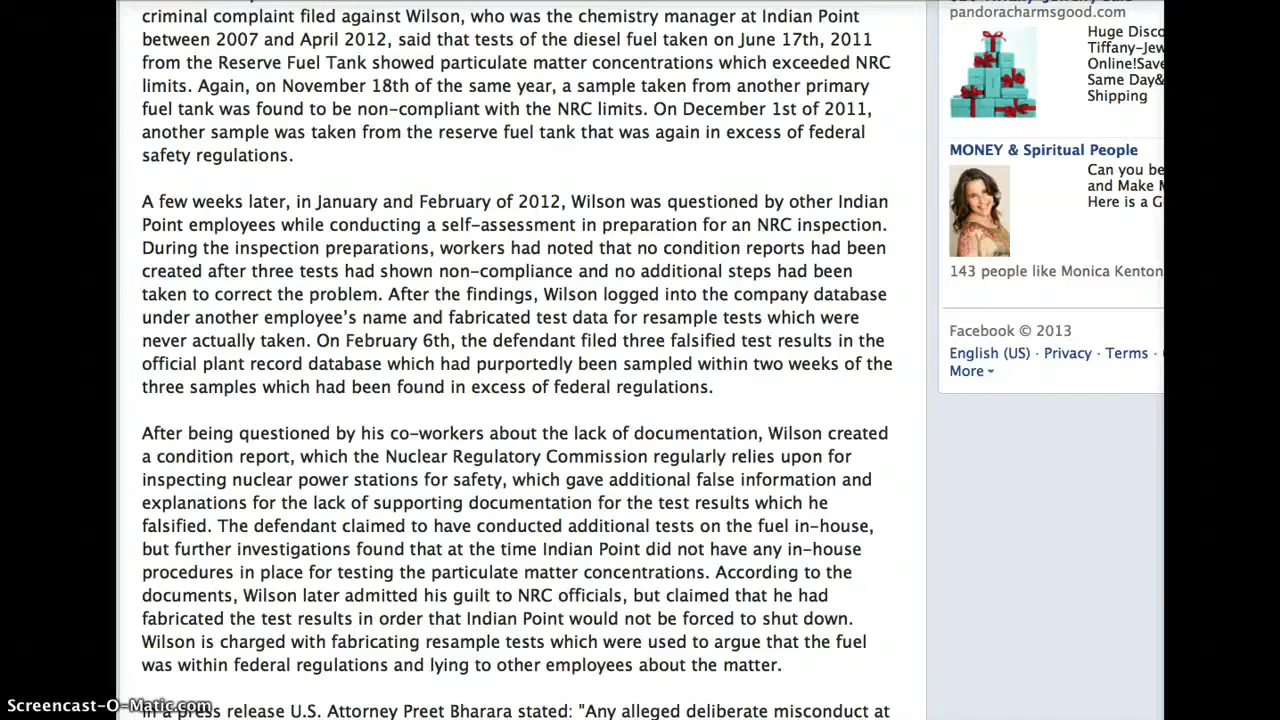 criminal complaint filed against Wilson, who was the chemistry manager at Indian Point
between 2007 and April 2012, said that tests of the diesel fuel taken on June 17th, 2011
from the Reserve Fuel Tank showed particulate matter concentrations which exceeded NRC
limits. Again, on November 18th of the same year, a sample taken from another primary
fuel tank was found to be non-compliant with the NRC limits. On December 1st of 2011,
another sample was taken from the reserve fuel tank that was again in excess of federal
safety regulations.
A few weeks later, in January and February of 2012, Wilson was questioned by other Indian
Point employees while conducting a self-assessment in preparation for an NRC inspection.
During the inspection preparations, workers had noted that no condition reports had been
created after three tests had shown non-compliance and no additional steps had been
taken to correct the problem. After the findings, Wilson logged into the company database
under another employee’s name and fabricated test data for resample tests which were
never actually taken. On February 6th, the defendant filed three falsified test results in the
official plant record database which had purportedly been sampled within two weeks of the
three samples which had been found in excess of federal regulations.
After being questioned by his co-workers about the lack of documentation, Wilson created
a condition report, which the Nuclear Regulatory Commission regularly relies upon for
inspecting nuclear power stations for safety, which gave additional false information and
explanations for the lack of supporting documentation for the test results which he
falsified. The defendant claimed to have conducted additional tests on the fuel in-house,
but further investigations found that at the time Indian Point did not have any in-house
procedures in place for testing the particulate matter concentrations. According to the
documents, Wilson later admitted his guilt to NRC officials, but claimed that he had
fabricated the test results in order that Indian Point would not be forced to shut down.
Wilson is charged with fabricating resample tests which were used to argue that the fuel
was within federal regulations and lying to other employees about the matter.
In a press release U.S. Attorney Preet Bharara stated: "Any alleged deliberate misconduct at
pandoracharmsgood.com
Huge Disco
Tiffany-Jew
Online!Save
Same Day&
Shipping
MONEY & Spiritual People
Can you be
and Make M
Here is a G
143 people like Monica Kenton
Facebook © 2013
English (US) · Privacy · Terms ·
More
Screencast-O-Matic.com